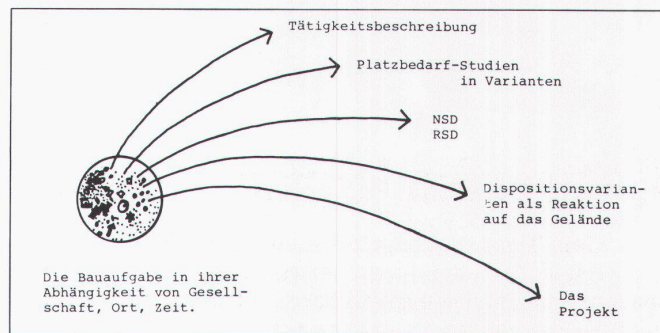 Tätigkeitsbeschreibung
Platzbedarf-Studien
in Varianten
NSD
RSD
Dispositionsvarian-
ten als Reaktion
auf das Gelände
Das
Projekt
Die Bauaufgabe in ihrer
Abhängigkeit von Gesell-
schaft, Ort, Zeit.